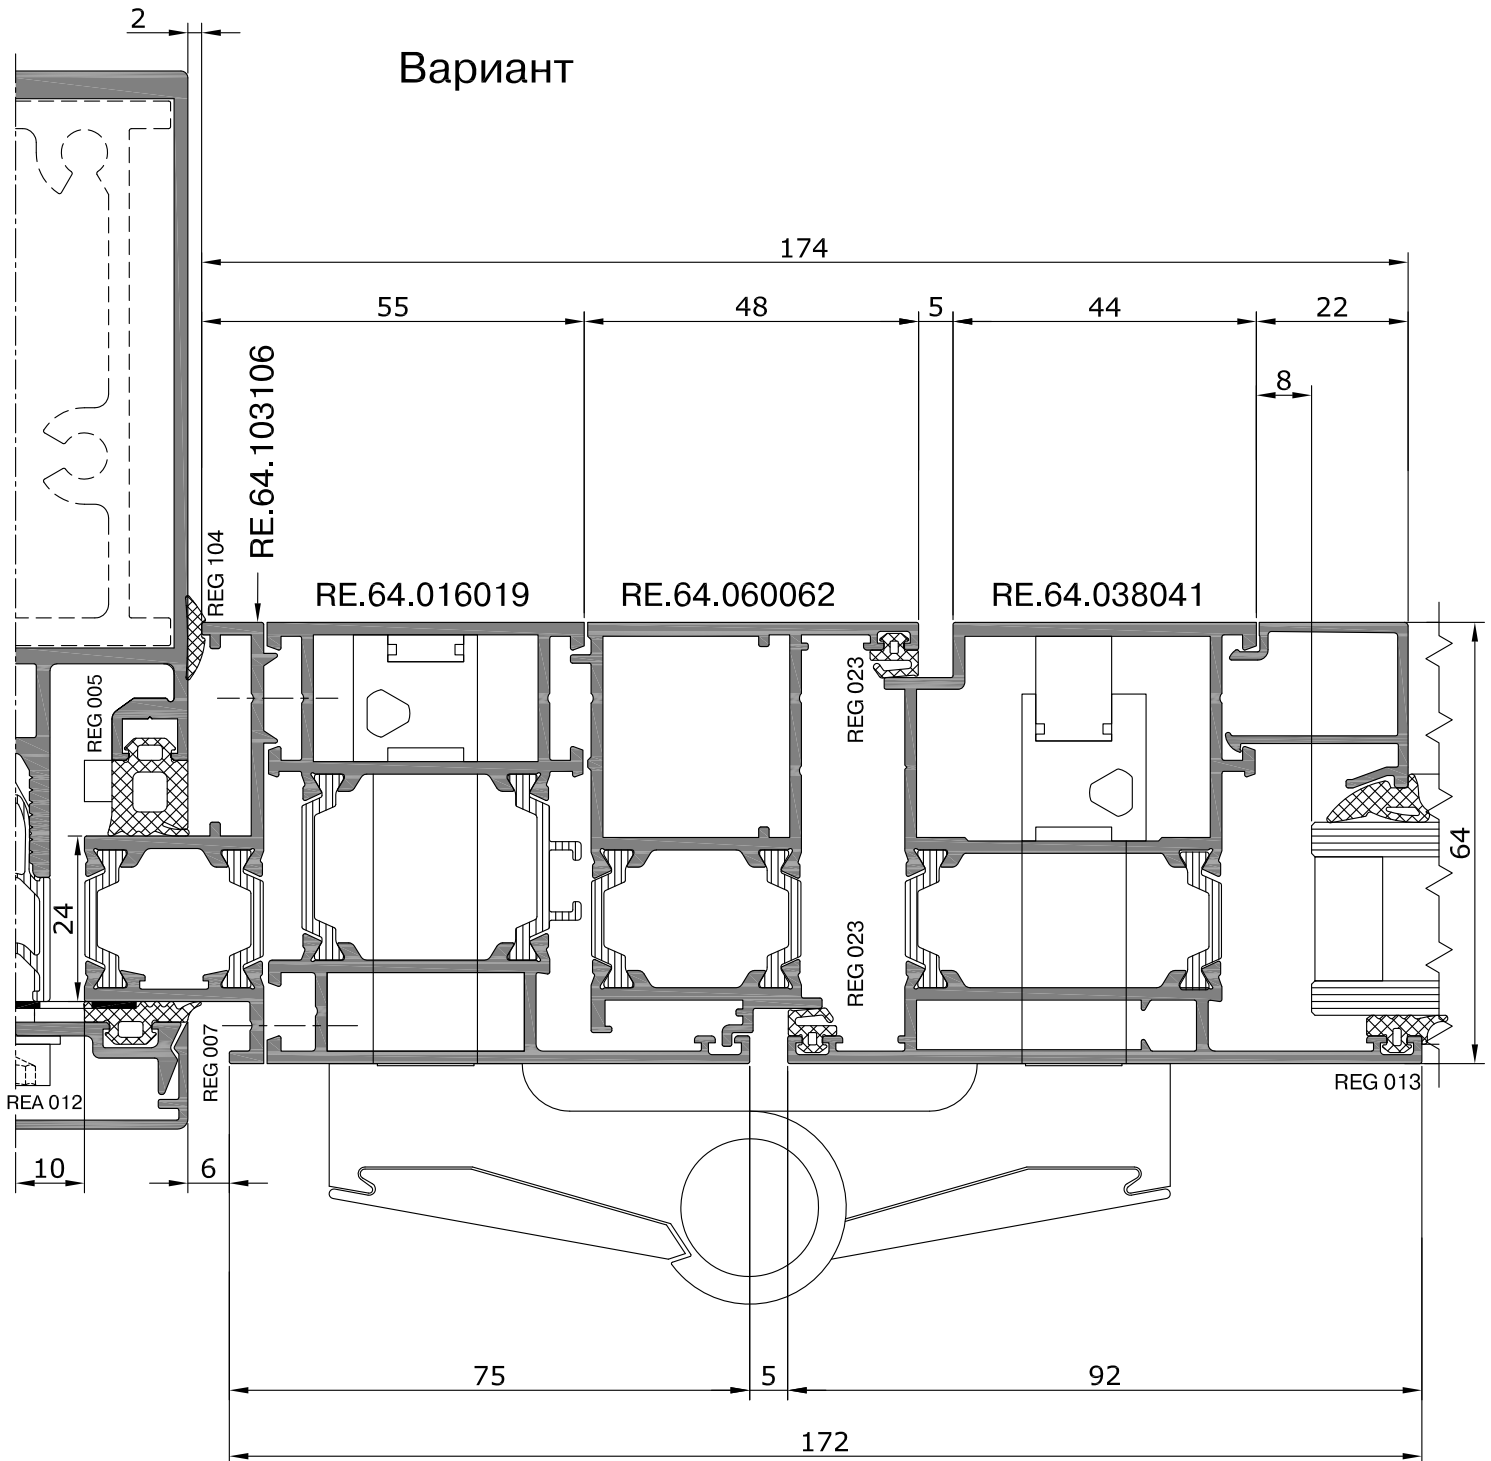 2
Вариант
174
55
48
5
44
22
8
RE.64.103106
REG 104
RE.64.016019
RE.64.060062
RE.64.038041
REG 005
REG 023
64
24
REG 023
REG 007
REA 012
REG 013
10
6
75
5
92
172